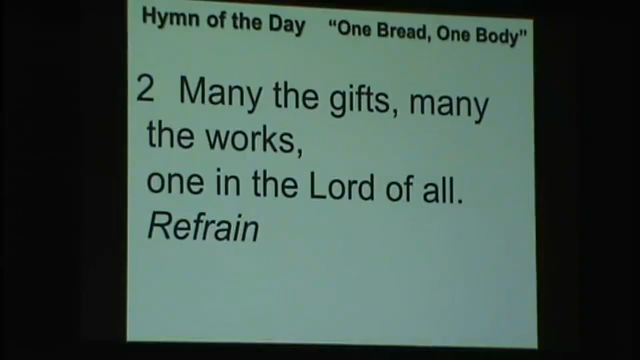 Hymn of the Day “One Bread, One Body”
2 Many the gifts, many
the works,
one in the Lord of all.
Refrain